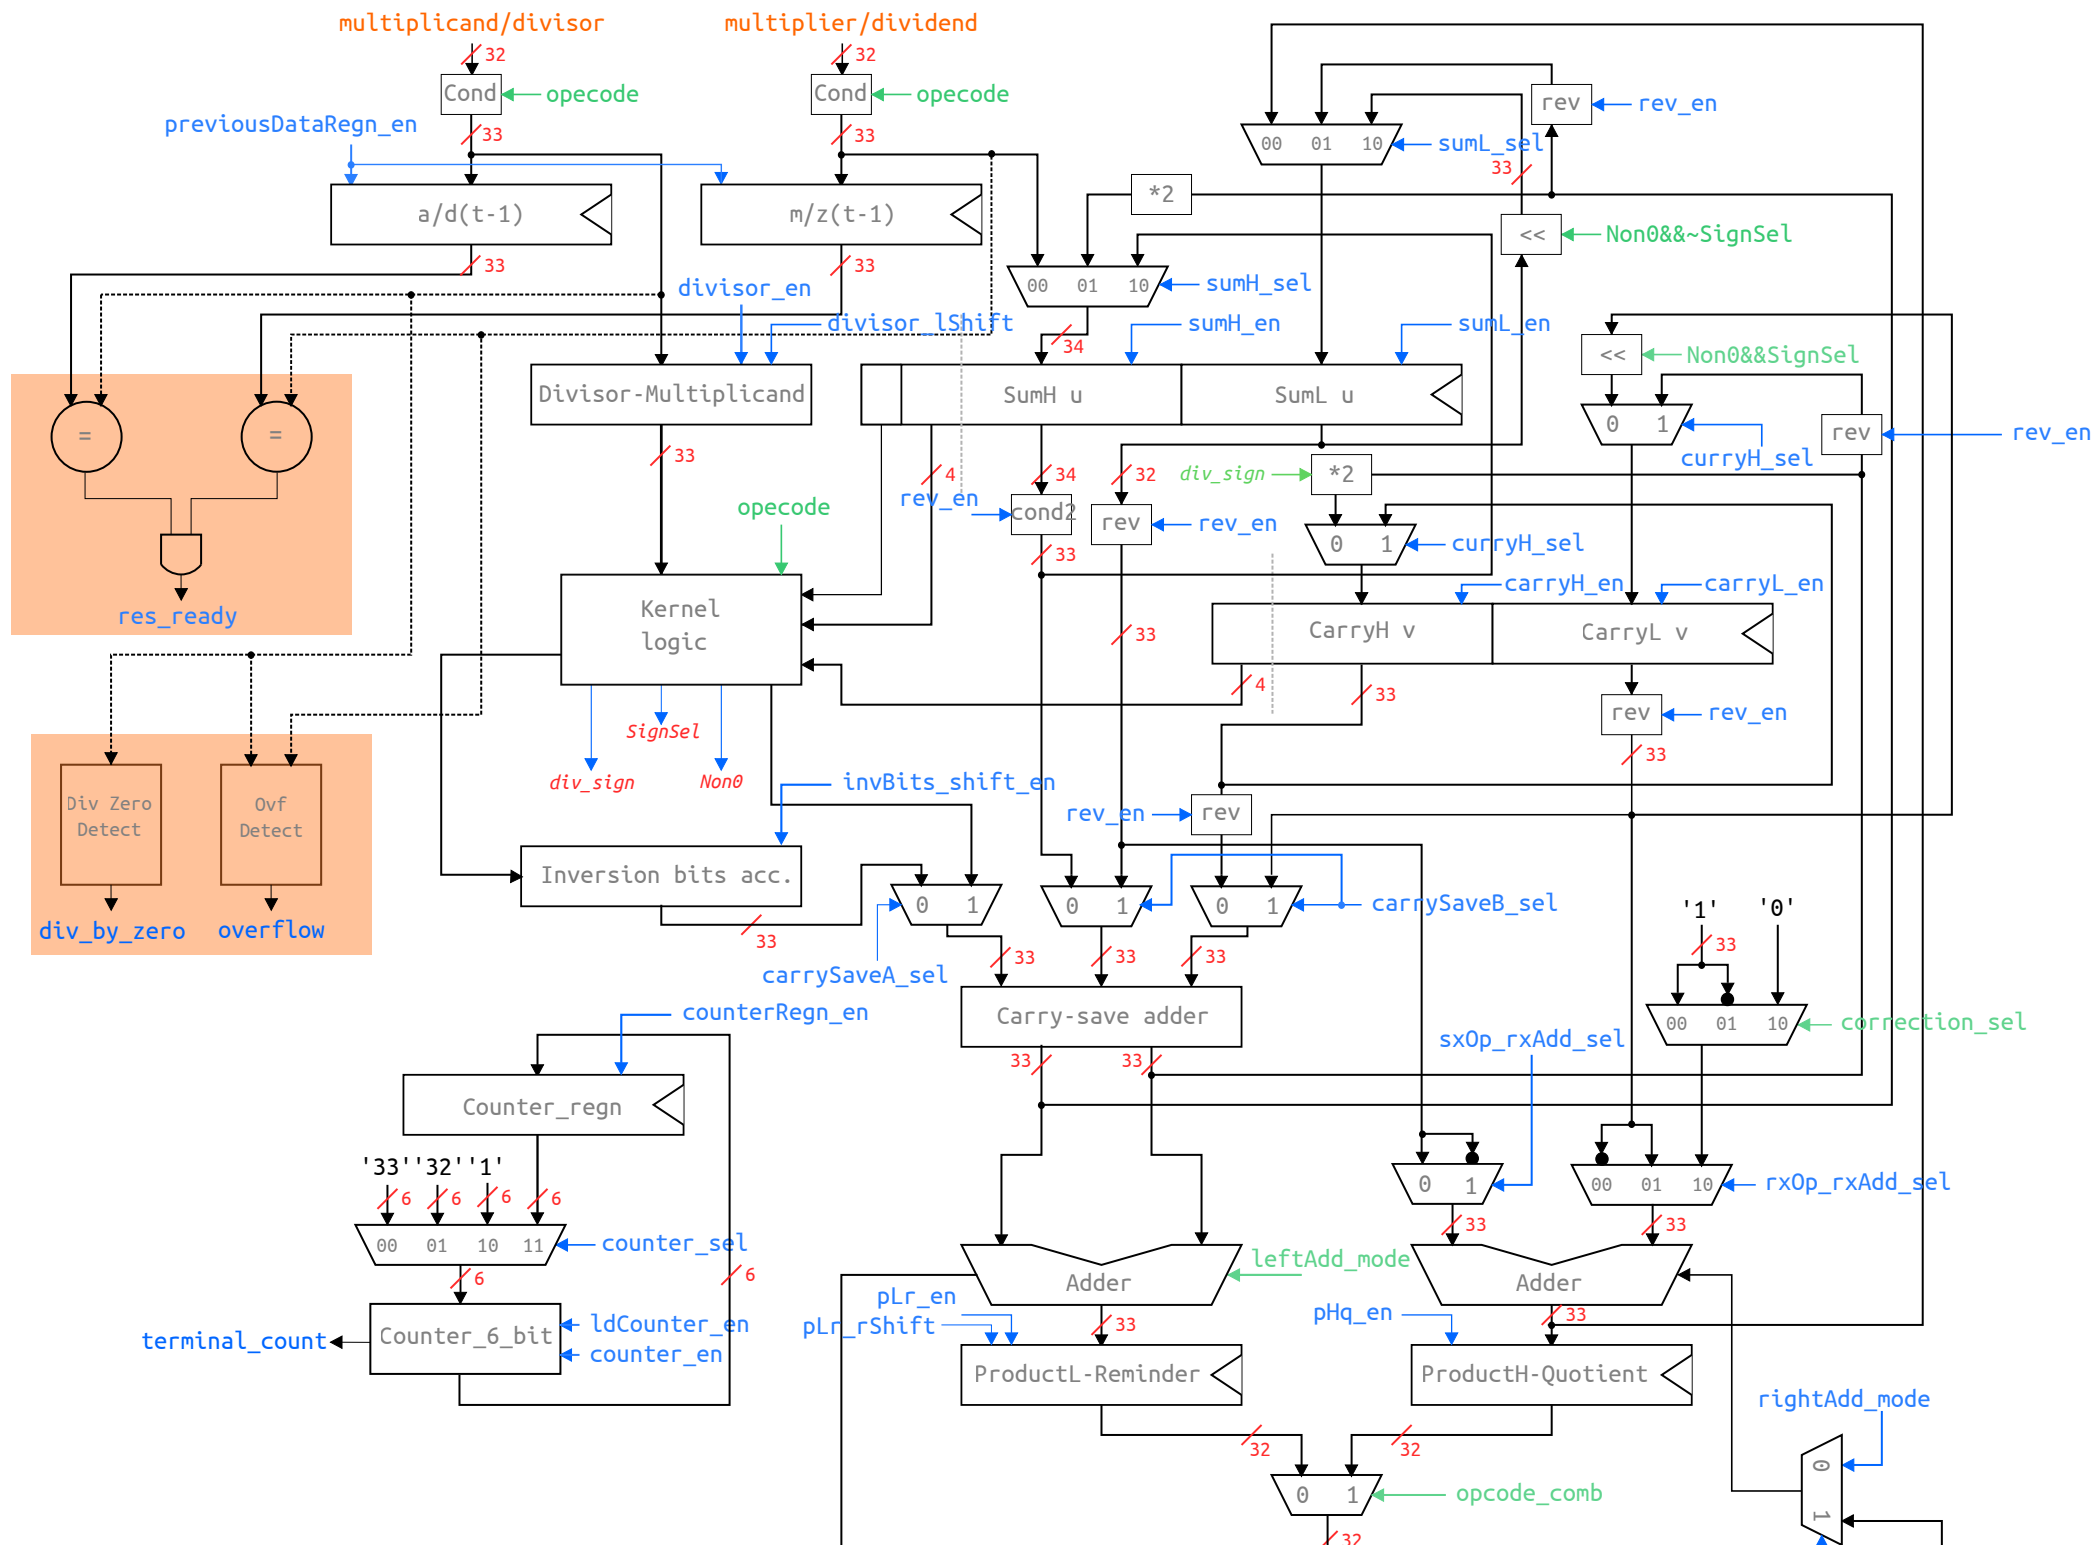 multiplicand/divisor
multiplier/dividend
32
32
Cond
opecode
Cond
opecode
rev
rev_en
previousDataRegn_en
33
33
00 01 10
sumL_sel
33
*2
a/d(t-1)
m/z(t-1)
<<
Non0&&~SignSel
33
33
00 01 10
sumH_sel
divisor_en
divisor_lShift
sumH_en
sumL_en
34
<<
Non0&&SignSel
Divisor-Multiplicand
SumH u
SumL u
0 1
rev
rev_en
curryH_sel
=
=
33
4
34
32
div_sign
*2
rev_en
cond2
rev
rev_en
opecode
0 1
curryH_sel
33
carryH_en
carryL_en
res_ready
Kernel
logic
33
CarryH v
CarryL v
4
33
rev
rev_en
SignSel
div_sign
Non0
33
invBits_shift_en
Div Zero
Detect
Ovf
Detect
rev_en
rev
Inversion bits acc.
0 1
0 1
0 1
carrySaveB_sel
'1'
'0'
div_by_zero
overflow
33
33
33
33
33
carrySaveA_sel
counterRegn_en
Carry-save adder
00 01 10
correction_sel
sxOp_rxAdd_sel
33
33
Counter_regn
'33' '32' '1'
6
6
6
6
0 1
00 01 10
rxOp_rxAdd_sel
33
33
00 01 10 11
counter_sel
6
6
leftAdd_mode
Adder
Adder
pLr_en
pLr_rShift
33
pHq_en
33
terminal_count
Counter_6_bit
ldCounter_en
counter_en
ProductL-Reminder
ProductH-Quotient
rightAdd_mode
32
32
0 1
opcode_comb
0 1
32